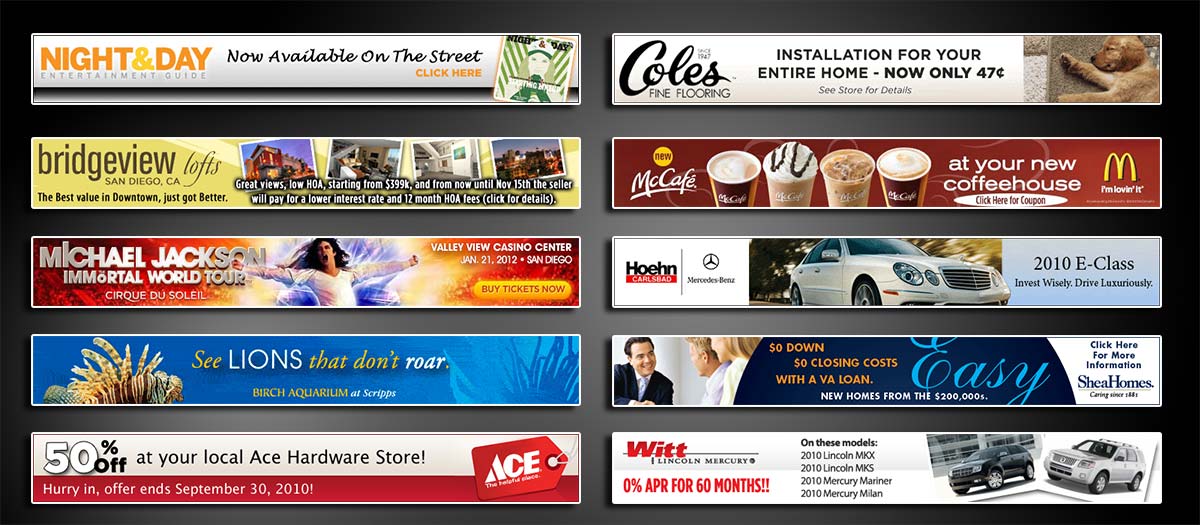 NIGHT&DAY
ENTERTAINMENT GUIDE
Now Available On The Street
CLICK HERE
NIGHT & DAY
Coles
SINCE
1947
FINE FLOORING
INSTALLATION FOR YOUR
ENTIRE HOME - NOW ONLY 47¢
See Store for Details
bridgeview lofts
SAN DIEGO, CA
The Best value in Downtown, just got Better.
Great views, low HOA, starting from $399k, and from now until Nov 15th the seller
will pay for a lower interest rate and 12 month HOA fees (click for details).
new
McCafé
McCafé
McCafé
McCafé
McCafé
at your new
coffeehouse
Click Here for Coupon
i'm lovin' it
MICHAEL JACKSON
IMMORTAL WORLD TOUR
CIRQUE DU SOLEIL
VALLEY VIEW CASINO CENTER
JAN. 21, 2012 • SAN DIEGO
BUY TICKETS NOW
Hoehn
CARLSBAD
Mercedes-Benz
2010 E-Class
Invest Wisely. Drive Luxuriously.
See LIONS that don't roar.
BIRCH AQUARIUM at Scripps
$0 DOWN
$0 CLOSING COSTS
WITH A VA LOAN.
Easy
NEW HOMES FROM THE $200,000s.
Click Here
For More
Information
SheaHomes.
Caring since 1881
50% Off at your local Ace Hardware Store!
Hurry in, offer ends September 30, 2010!
ACE
The helpful place.
Witt
LINCOLN MERCURY
0% APR FOR 60 MONTHS!!
On these models:
2010 Lincoln MKX
2010 Lincoln MKS
2010 Mercury Mariner
2010 Mercury Milan